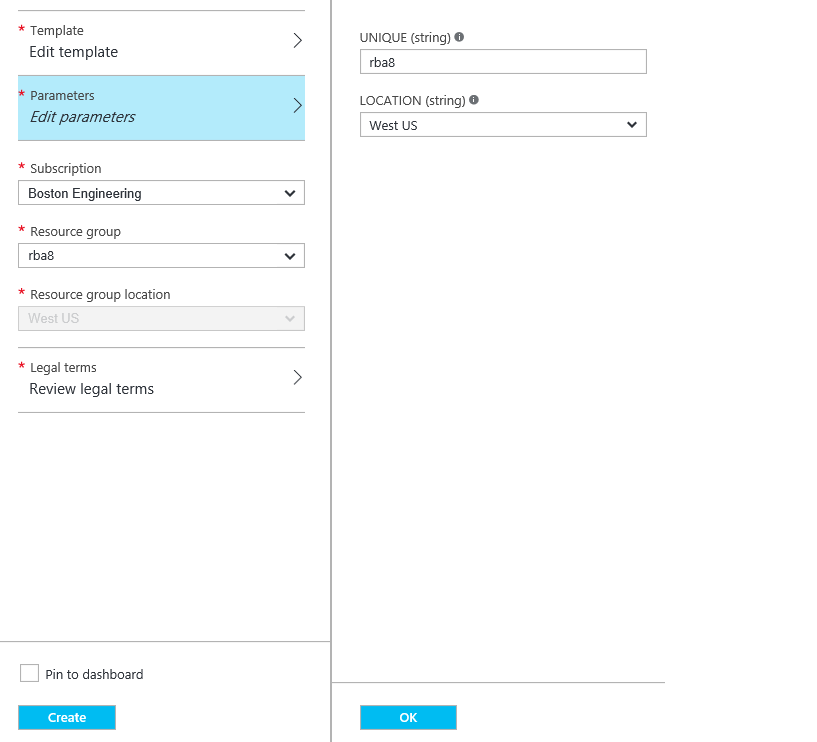 * Template
Edit template
* Parameters
Edit parameters
* Subscription
Boston Engineering
* Resource group
rba8
* Resource group location
West US
* Legal terms
Review legal terms
Pin to dashboard
Create
UNIQUE (string)
rba8
LOCATION (string)
West US
OK